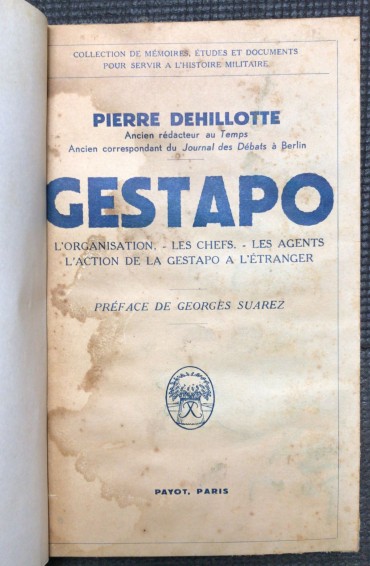 COLLECTION DE MÉMOIRES, ÉTUDES ET DOCUMENTS
POUR SERVIR A L'HISTOIRE MILITAIRE.
PIERRE DEHILLOTTE
Ancien rédacteur au Temps
Ancien correspondant du Journal des Débats à Berlin
GESTAPO
L'ORGANISATION. - LES CHEFS. - LES AGENTS
L'ACTION DE LA GESTAPO A L'ÉTRANGER
PRÉFACE DE GEORGES SUAREZ
PAYOT, PARIS